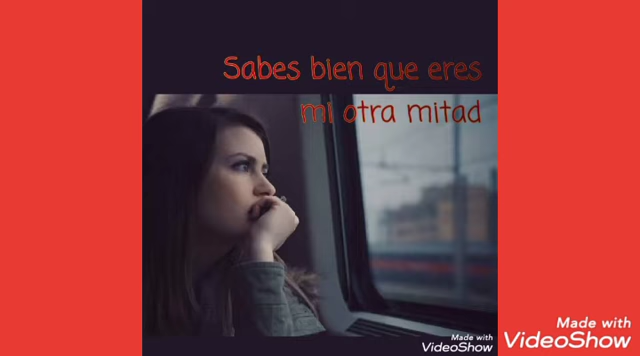 Sabes bien que eres
mi otra mitad
Made with
VideoShow
Made with
VideoShow